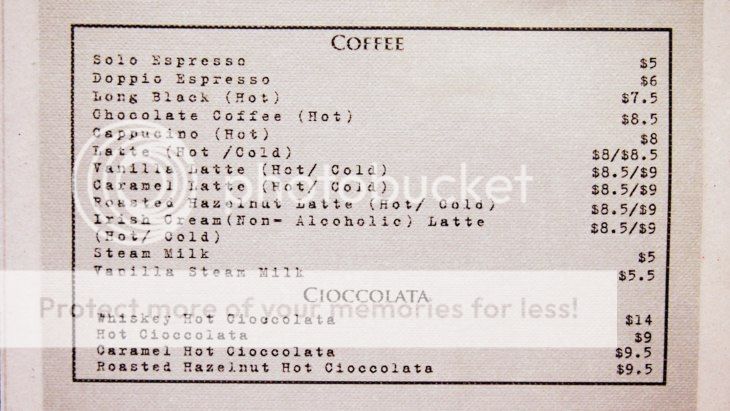 COFFEE
Solo Espresso $5
Doppio Espresso $6
Long Black (Hot) $7.5
Chocolate Coffee (Hot) $8.5
Cappucino (Hot) $8
Latte (Hot /Cold) $8/$8.5
Vanilla Latte (Hot/ Cold) $8.5/$9
Caramel Latte (Hot/ Cold) $8.5/$9
Roasted Hazelnut Latte (Hot/ Cold) $8.5/$9
Irish Cream(Non- Alcoholic) Latte $8.5/$9
(Hot/ Cold)
Steam Milk $5
Vanilla Steam Milk $5.5
CIOCCOLATA
Whiskey Hot Cioccolata $14
Hot Cioccolata $9
Caramel Hot Cioccolata $9.5
Roasted Hazelnut Hot Cioccolata $9.5
photobucket
Protect more of your memories for less!